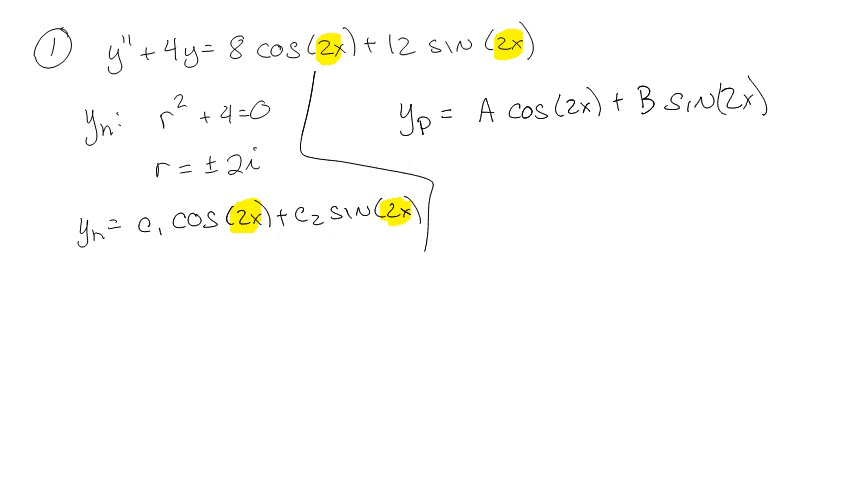 ① y'' + 4y = 8 cos(2x) + 12 sin (2x)
yₕ: r² + 4 = 0
r = ± 2i
yₕ = c₁ cos(2x) + c₂ sin(2x)
yₚ = A cos(2x) + B sin(2x)